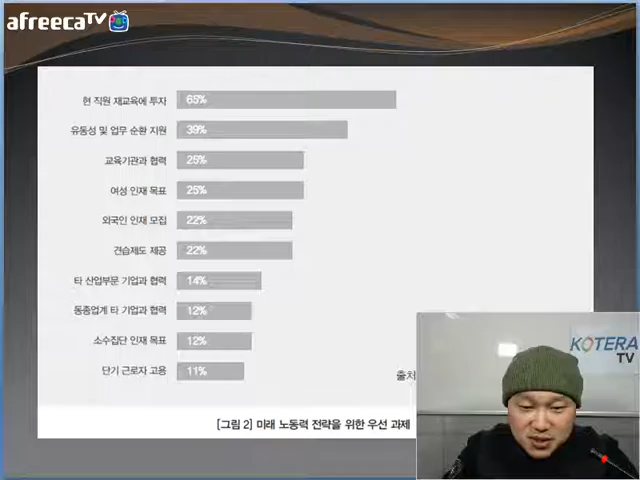 afreecaTV
현 직원 재교육에 투자 65%
유동성 및 업무 순환 지원 39%
교육기관과 협력 25%
여성 인재 목표 25%
외국인 인재 모집 22%
견습제도 제공 22%
타 산업부문 기업과 협력 14%
동종업계 타 기업과 협력 12%
소수집단 인재 목표 12%
단기 근로자 고용 11%
출처
[그림 2] 미래 노동력 전략을 위한 우선 과제
KOTERA
TV